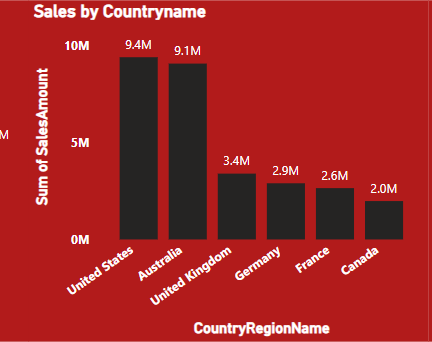 Sales by Countryname
10M
9.4M
9.1M
5M
3.4M
2.9M
2.6M
2.0M
0M
M
Sum of SalesAmount
United States
Australia
United Kingdom
Germany
France
Canada
CountryRegionName